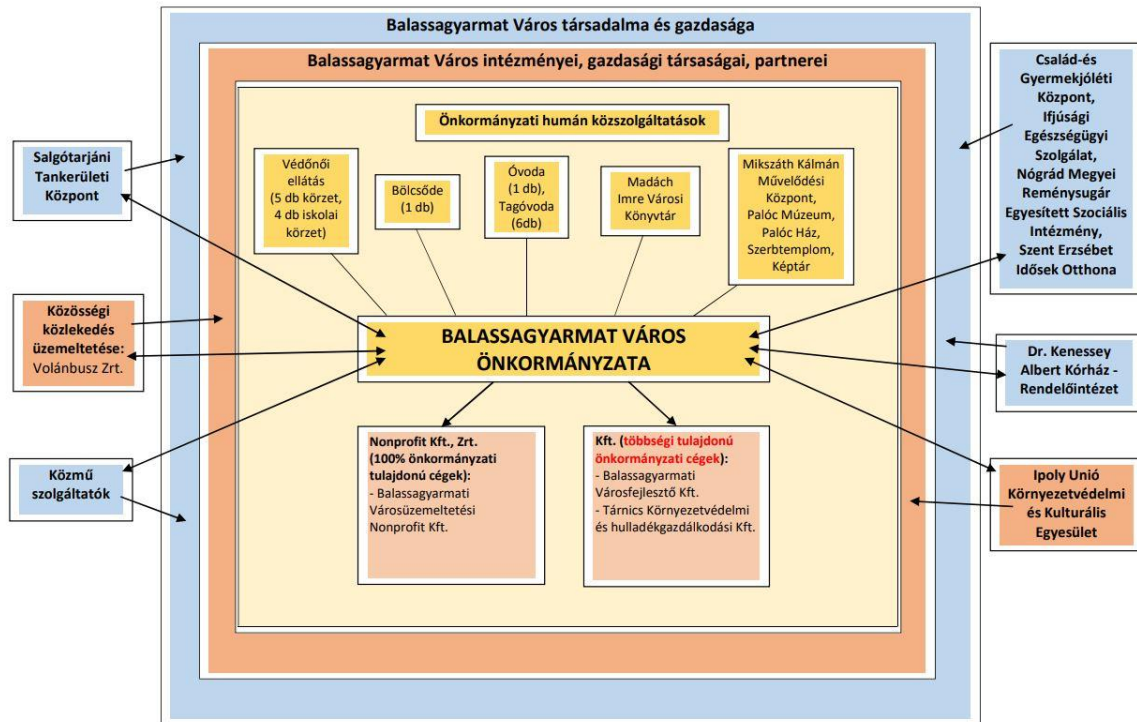 Balassagyarmat Város társadalma és gazdasága
Balassagyarmat Város intézményei, gazdasági társaságai, partnerei
Önkormányzati humán közszolgáltatások
Védőnői
ellátás
(5 db körzet,
4 db iskolai
körzet)
Bölcsőde
(1 db)
Óvoda
(1 db),
Tagóvoda
(6db)
Madách
Imre Városi
Könyvtár
Mikszáth Kálmán
Művelődési
Központ,
Palóc Múzeum,
Palóc Ház,
Szerbtemplom,
Képtár
BALASSAGYARMAT VÁROS
ÖNKORMÁNYZATA
Nonprofit Kft., Zrt.
(100% önkormányzati
tulajdonú cégek):
- Balassagyarmati
Városüzemeltetési
Nonprofit Kft.
Kft. (többségi tulajdonú
önkormányzati cégek):
- Balassagyarmati
Városfejlesztő Kft.
- Tárnics Környezetvédelmi
és hulladékgazdálkodási Kft.
Salgótarjáni
Tankerületi
Központ
Közösségi
közlekedés
üzemeltetése:
Volánbusz Zrt.
Közmű
szolgáltatók
Család-és
Gyermekjóléti
Központ,
Ifjúsági
Egészségügyi
Szolgálat,
Nógrád Megyei
Reménysugár
Egyesített Szociális
Intézmény,
Szent Erzsébet
Idősek Otthona
Dr. Kenessey
Albert Kórház -
Rendelőintézet
Ipoly Unió
Környezetvédelmi
és Kulturális
Egyesület